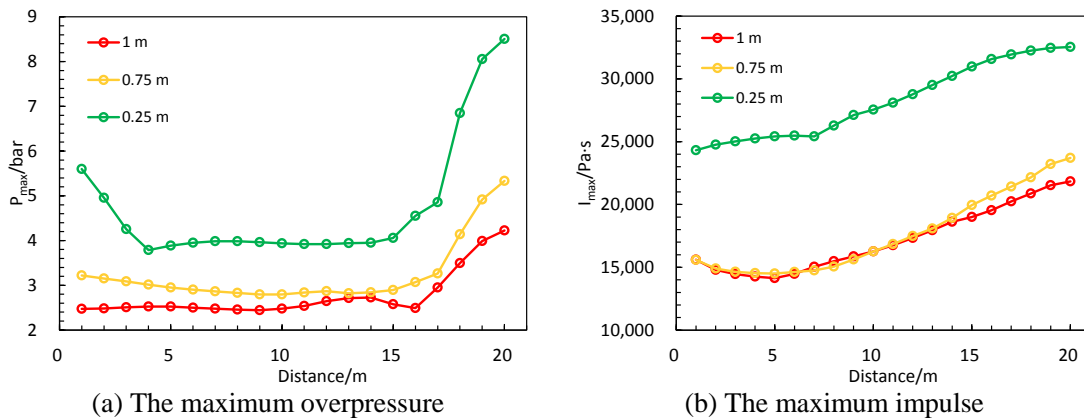 9
8
7
6
5
4
3
2
P_max/bar
1 m
0.75 m
0.25 m
0 5 10 15 20
Distance/m
(a) The maximum overpressure
35,000
30,000
25,000
20,000
15,000
10,000
I_max/Pa·s
1 m
0.75 m
0.25 m
0 5 10 15 20
Distance/m
(b) The maximum impulse